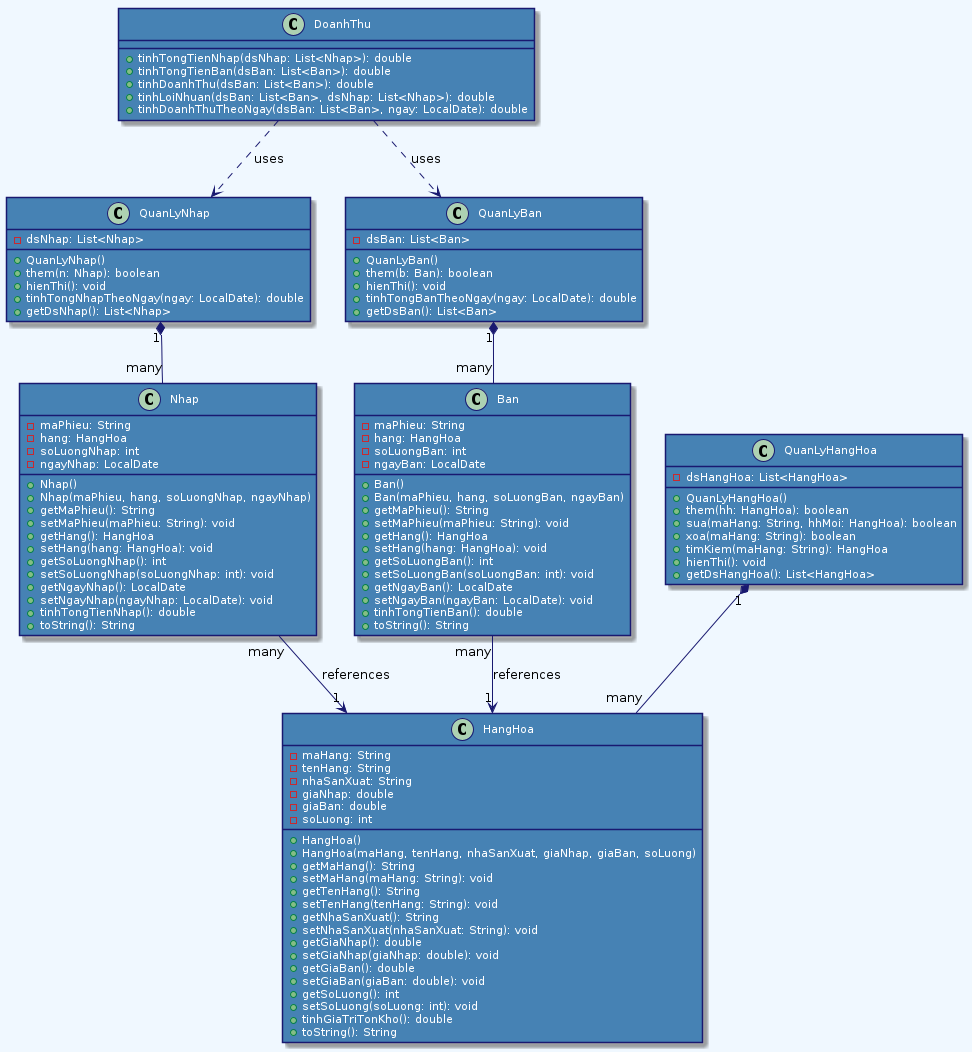 C DoanhThu
tinhTongTienNhap(dsNhap: List<Nhap>): double
tinhTongTienBan(dsBan: List<Ban>): double
tinhDoanhThu(dsBan: List<Ban>): double
tinhLoiNhuan(dsBan: List<Ban>, dsNhap: List<Nhap>): double
tinhDoanhThuTheoNgay(dsBan: List<Ban>, ngay: LocalDate): double
uses
uses
C QuanLyNhap
dsNhap: List<Nhap>
QuanLyNhap()
them(n: Nhap): boolean
hienThi(): void
tinhTongNhapTheoNgay(ngay: LocalDate): double
getDsNhap(): List<Nhap>
C QuanLyBan
dsBan: List<Ban>
QuanLyBan()
them(b: Ban): boolean
hienThi(): void
tinhTongBanTheoNgay(ngay: LocalDate): double
getDsBan(): List<Ban>
1
many
1
many
C Nhap
maPhieu: String
hang: HangHoa
soLuongNhap: int
ngayNhap: LocalDate
Nhap()
Nhap(maPhieu, hang, soLuongNhap, ngayNhap)
getMaPhieu(): String
setMaPhieu(maPhieu: String): void
getHang(): HangHoa
setHang(hang: HangHoa): void
getSoLuongNhap(): int
setSoLuongNhap(soLuongNhap: int): void
getNgayNhap(): LocalDate
setNgayNhap(ngayNhap: LocalDate): void
tinhTongTienNhap(): double
toString(): String
C Ban
maPhieu: String
hang: HangHoa
soLuongBan: int
ngayBan: LocalDate
Ban()
Ban(maPhieu, hang, soLuongBan, ngayBan)
getMaPhieu(): String
setMaPhieu(maPhieu: String): void
getHang(): HangHoa
setHang(hang: HangHoa): void
getSoLuongBan(): int
setSoLuongBan(soLuongBan: int): void
getNgayBan(): LocalDate
setNgayBan(ngayBan: LocalDate): void
tinhTongTienBan(): double
toString(): String
C QuanLyHangHoa
dsHangHoa: List<HangHoa>
QuanLyHangHoa()
them(hh: HangHoa): boolean
sua(maHang: String, hhMoi: HangHoa): boolean
xoa(maHang: String): boolean
timKiem(maHang: String): HangHoa
hienThi(): void
getDsHangHoa(): List<HangHoa>
many
references
1
many
references
1
1
many
C HangHoa
maHang: String
tenHang: String
nhaSanXuat: String
giaNhap: double
giaBan: double
soLuong: int
HangHoa()
HangHoa(maHang, tenHang, nhaSanXuat, giaNhap, giaBan, soLuong)
getMaHang(): String
setMaHang(maHang: String): void
getTenHang(): String
setTenHang(tenHang: String): void
getNhaSanXuat(): String
setNhaSanXuat(nhaSanXuat: String): void
getGiaNhap(): double
setGiaNhap(giaNhap: double): void
getGiaBan(): double
setGiaBan(giaBan: double): void
getSoLuong(): int
setSoLuong(soLuong: int): void
tinhGiaTriTonKho(): double
toString(): String